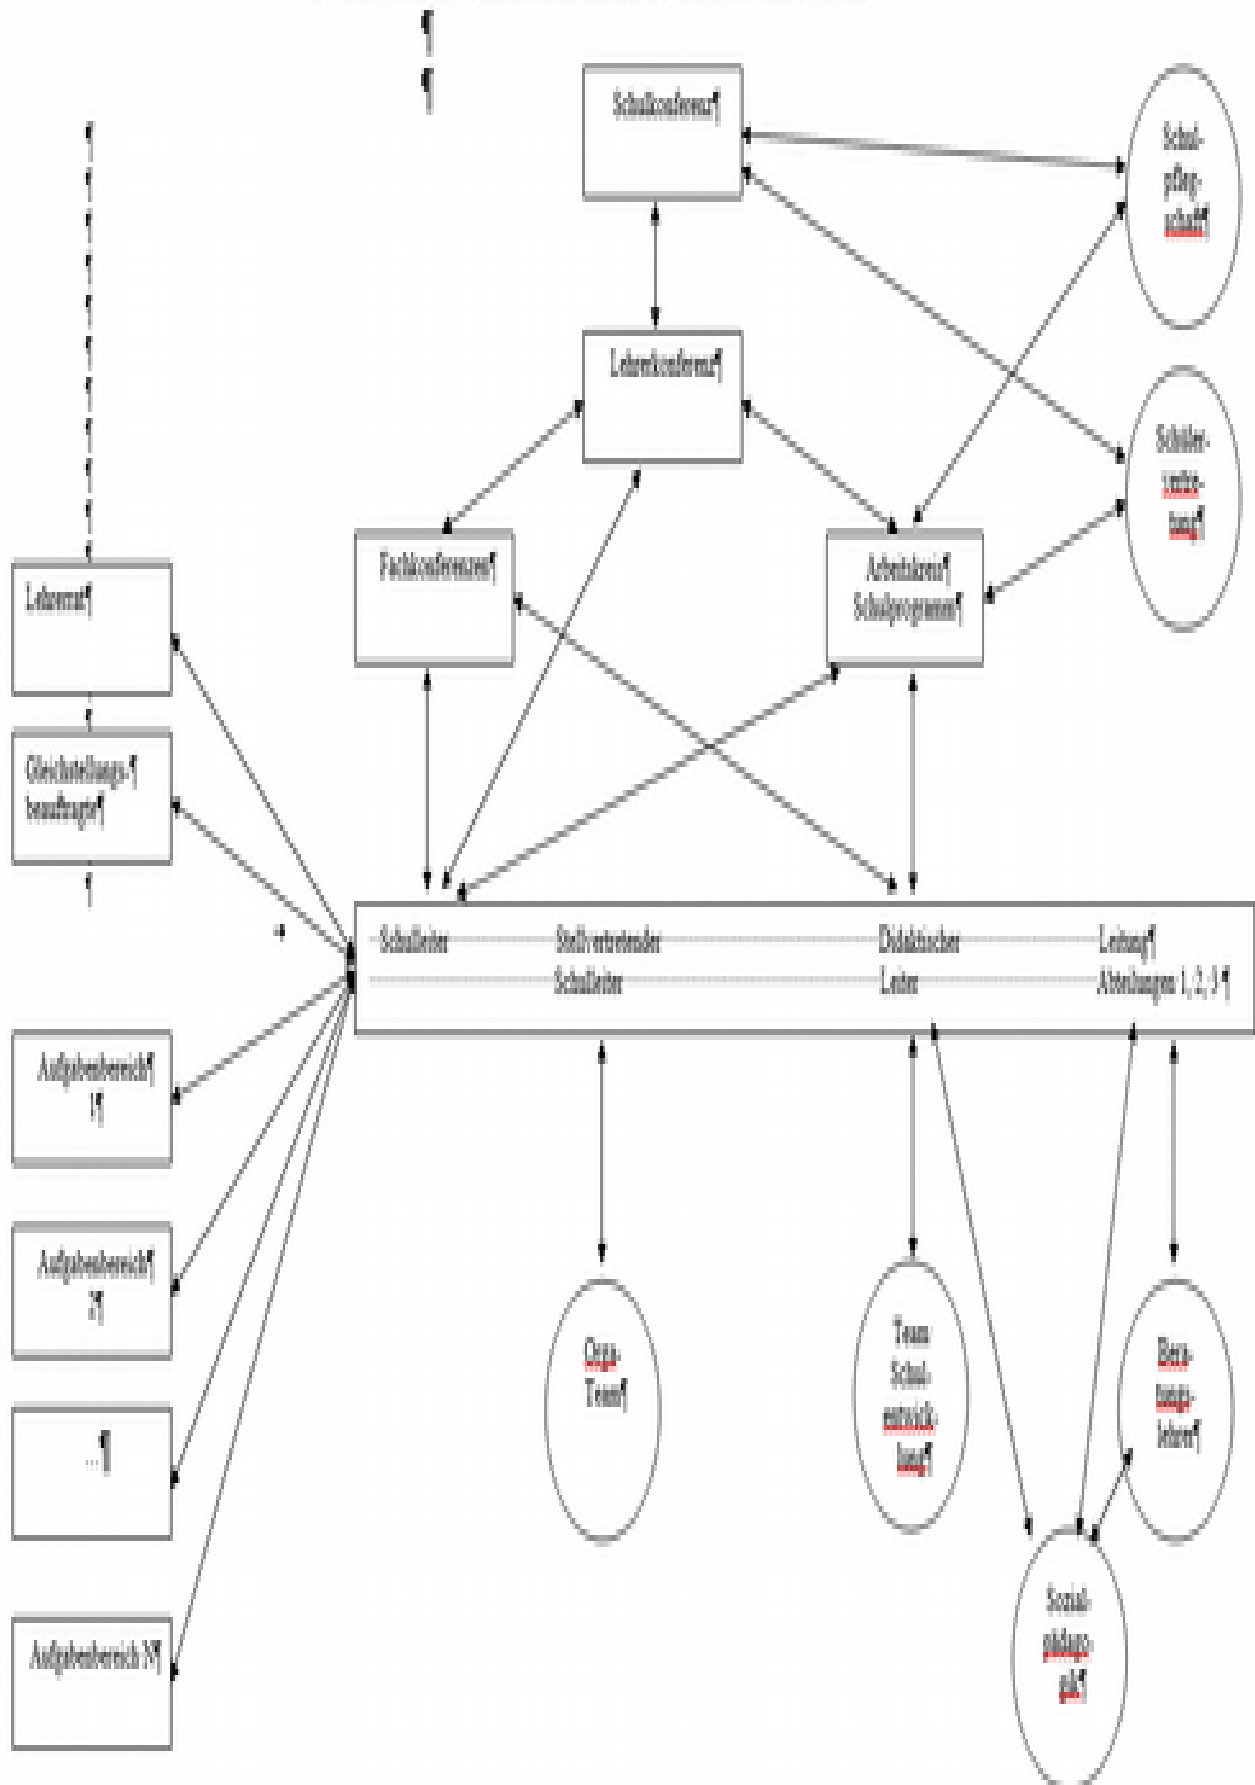 Schulkonferenz¶
Schul-
pfleg-
schaft¶
Lehrerkonferenz¶
Schüler-
vertre-
tung¶
Fachkonferenzen¶
Arbeitskreis¶
Schulprogramm¶
Lehrerrat¶
Gleichstellungs-¶
beauftragte¶
Schulleiter Stellvertretender Didaktischer Leitung¶
Schulleiter Leiter Abteilungen 1, 2, 3¶
Aufgabenbereich¶
1¶
Aufgabenbereich¶
2¶
...¶
Aufgabenbereich N¶
Orga-
Team¶
Team
Schul-
entwick-
lung¶
Bera-
tungs-
lehrer¶
Sozial-
pädago-
gik¶